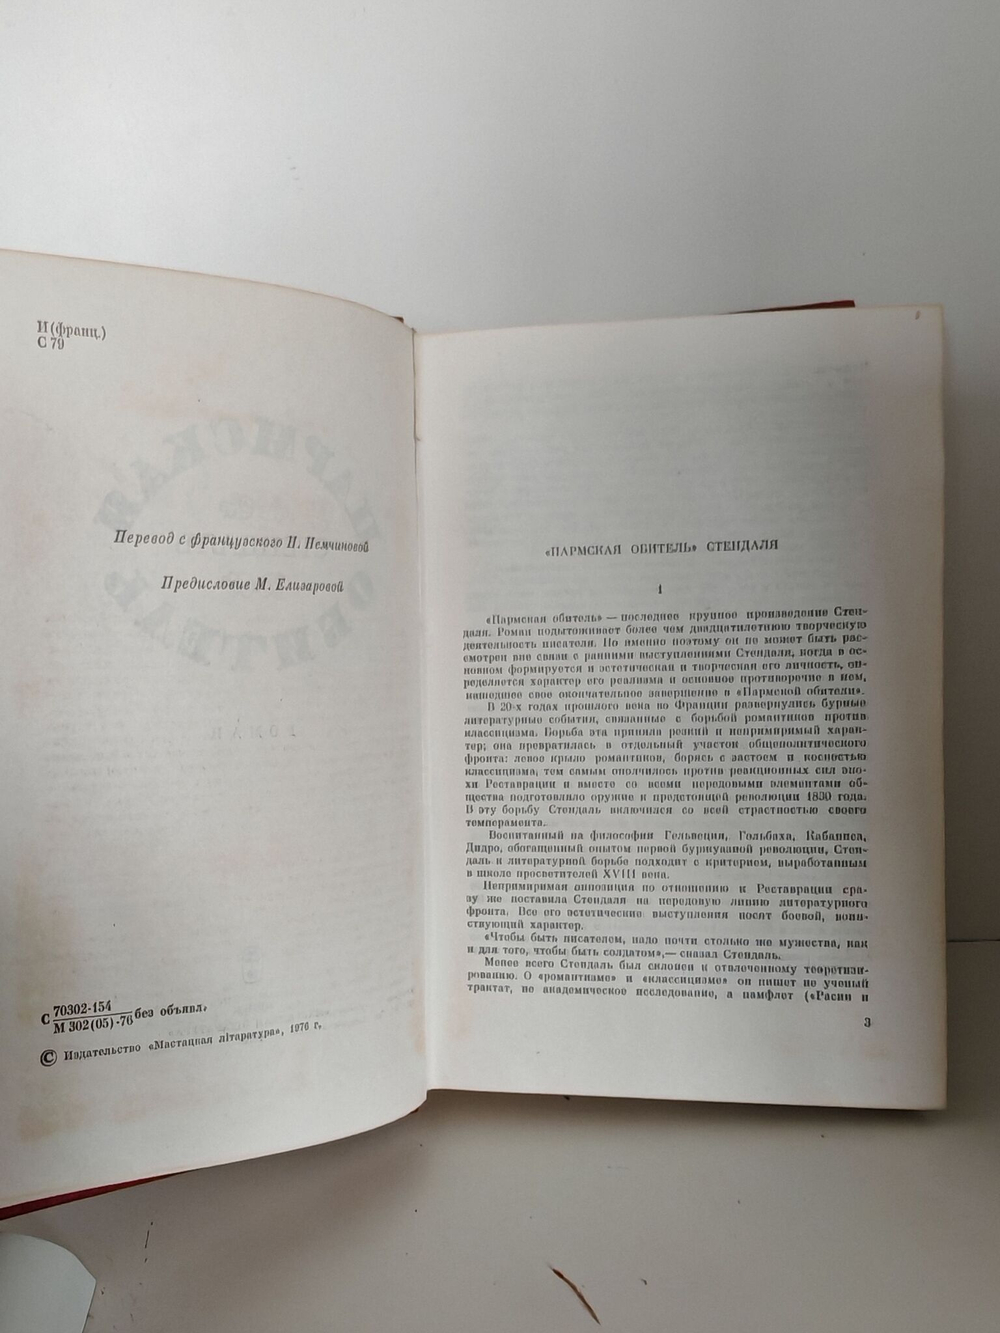 И(франц.)
С 79
Перевод с французского Н. Немчиновой
Предисловие М. Елизаровой
С 70302-154 без объявл.
М 302(05)-76
© Издательство «Мастацкая літаратура», 1976 г.
«ПАРМСКАЯ ОБИТЕЛЬ» СТЕНДАЛЯ
1
«Пармская обитель» — последнее крупное произведение Стен-
даля. Роман подытоживает более чем двадцатилетнюю творческую
деятельность писателя. Но именно поэтому он не может быть рас-
смотрен вне связи с ранними выступлениями Стендаля, когда в ос-
новном формируется и эстетическая и творческая его личность, оп-
ределяется характер его реализма и основное противоречие в нем,
нашедшее свое окончательное завершение в «Пармской обители».
В 20-х годах прошлого века во Франции развернулись бурные
литературные события, связанные с борьбой романтиков против
классицизма. Борьба эта приняла резкий и непримиримый харак-
тер; она превратилась в отдельный участок общеполитического
фронта: левое крыло романтиков, борясь с застоем и косностью
классицизма, тем самым ополчилось против реакционных сил эпо-
хи Реставрации и вместе со всеми передовыми элементами об-
щества подготовляло оружие к предстоящей революции 1830 года.
В эту борьбу Стендаль включился со всей страстностью своего
темперамента.
Воспитанный на философии Гельвеция, Гольбаха, Кабаниса,
Дидро, обогащенный опытом первой буржуазной революции, Стен-
даль к литературной борьбе подходит с критерием, выработанным
в школе просветителей XVIII века.
Непримиримая оппозиция по отношению к Реставрации сра-
зу же поставила Стендаля на передовую линию литературного
фронта. Все его эстетические выступления носят боевой, воин-
ствующий характер.
«Чтобы быть писателем, надо почти столько же мужества, как
и для того, чтобы быть солдатом»,— сказал Стендаль.
Менее всего Стендаль был склонен к отвлеченному теоретизи-
рованию. О «романтизме» и «классицизме» он пишет не ученый
трактат, не академическое исследование, а памфлет («Расин и
3